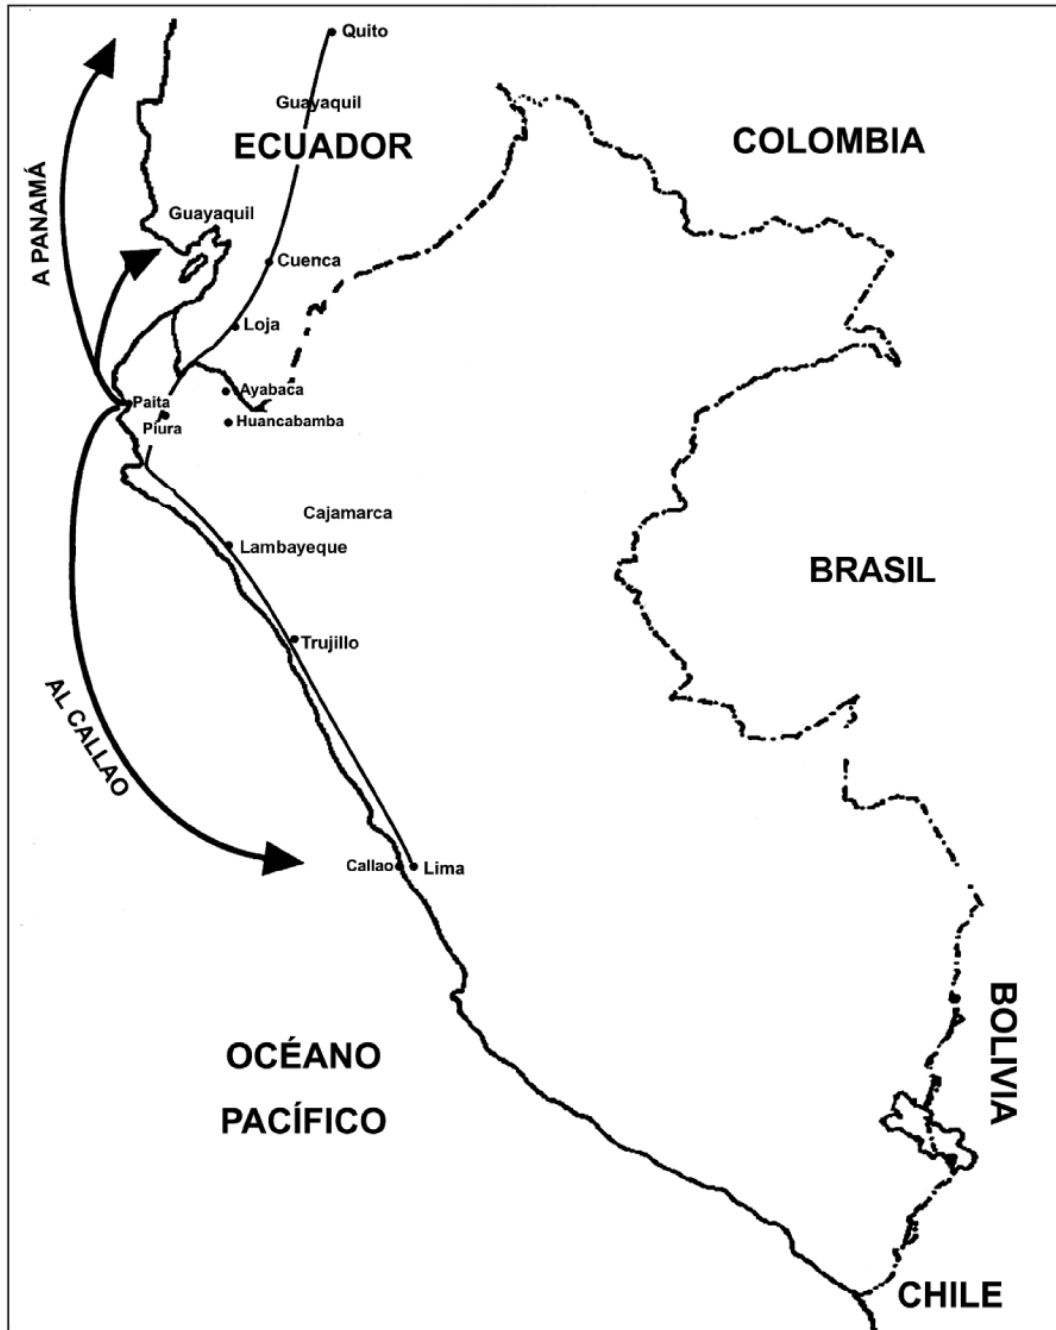 Quito
Guayaquil
ECUADOR
COLOMBIA
A PANAMÁ
Guayaquil
Cuenca
Loja
Ayabaca
Paita
Piura
Huancabamba
Cajamarca
Lambayeque
BRASIL
Trujillo
AL CALLAO
Callao
Lima
BOLIVIA
OCÉANO
PACÍFICO
CHILE